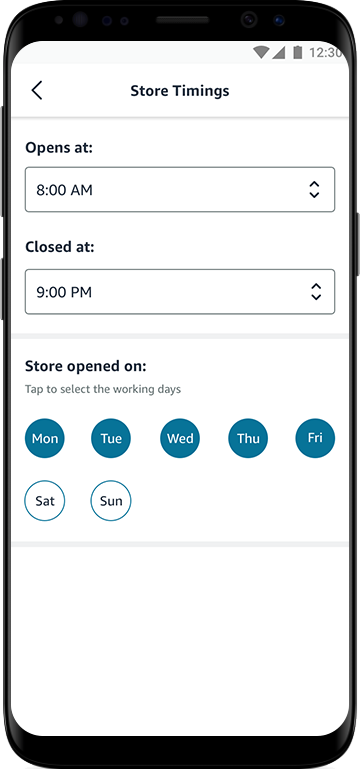 12:30
Store Timings
Opens at:
8:00 AM
Closed at:
9:00 PM
Store opened on:
Tap to select the working days
Mon Tue Wed Thu Fri
Sat Sun